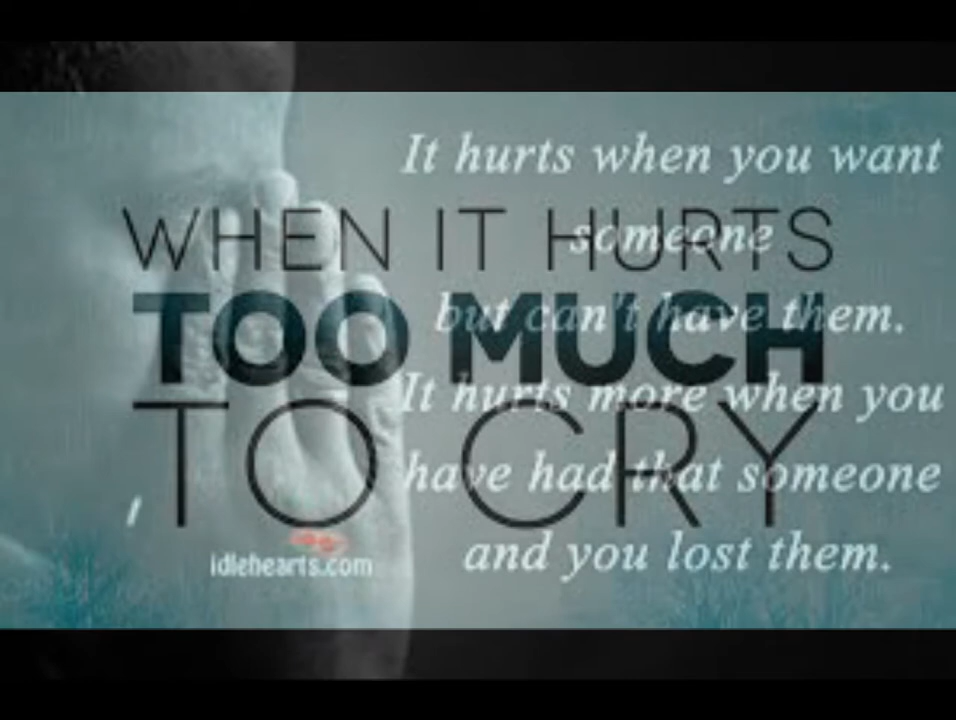 WHEN IT HURTS
TOO MUCH
TO CRY
It hurts when you want
someone
but can't have them.
It hurts more when you
have had that someone
and you lost them.
idlehearts.com